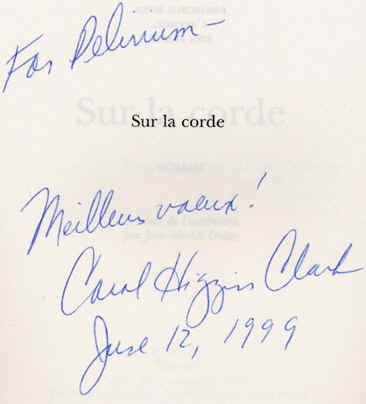 For Delirium-
Sur la corde
Meilleurs vœux!
Carol Higgins Clark
June 12, 1999